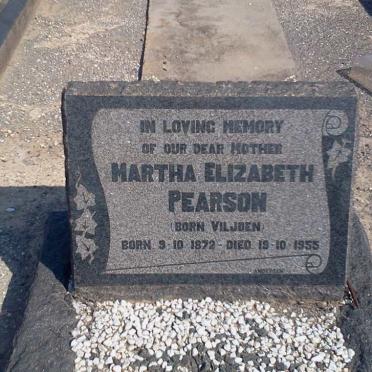 IN LOVING MEMORY
OF OUR DEAR MOTHER
MARTHA ELIZABETH
PEARSON
(BORN VILJOEN)
BORN 9·10 1872 - DIED 19·10 1955
ANDERSON